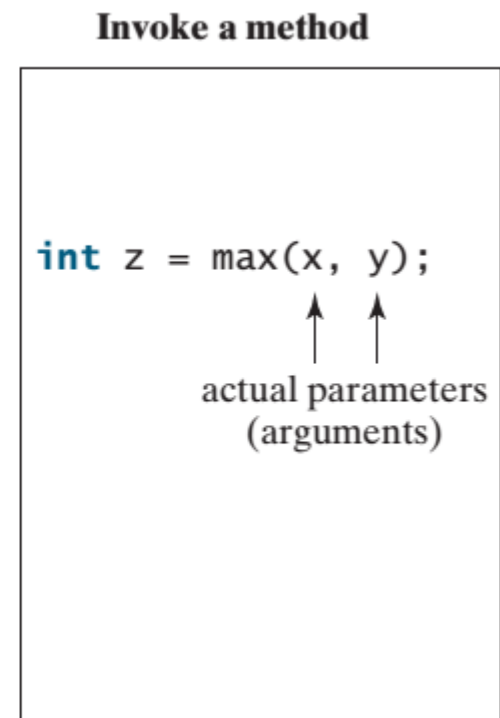 Invoke a method
int z = max(x, y);
actual parameters
(arguments)